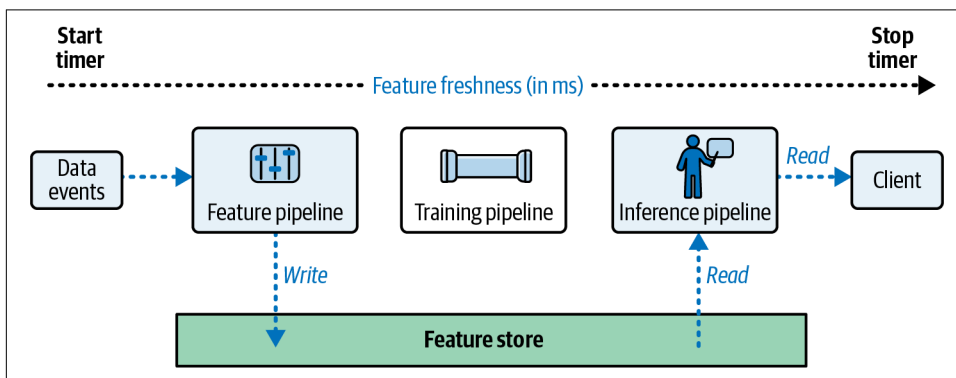 Start
timer
Stop
timer
Feature freshness (in ms)
Data
events
Feature pipeline
Training pipeline
Inference pipeline
Read
Client
Write
Read
Feature store